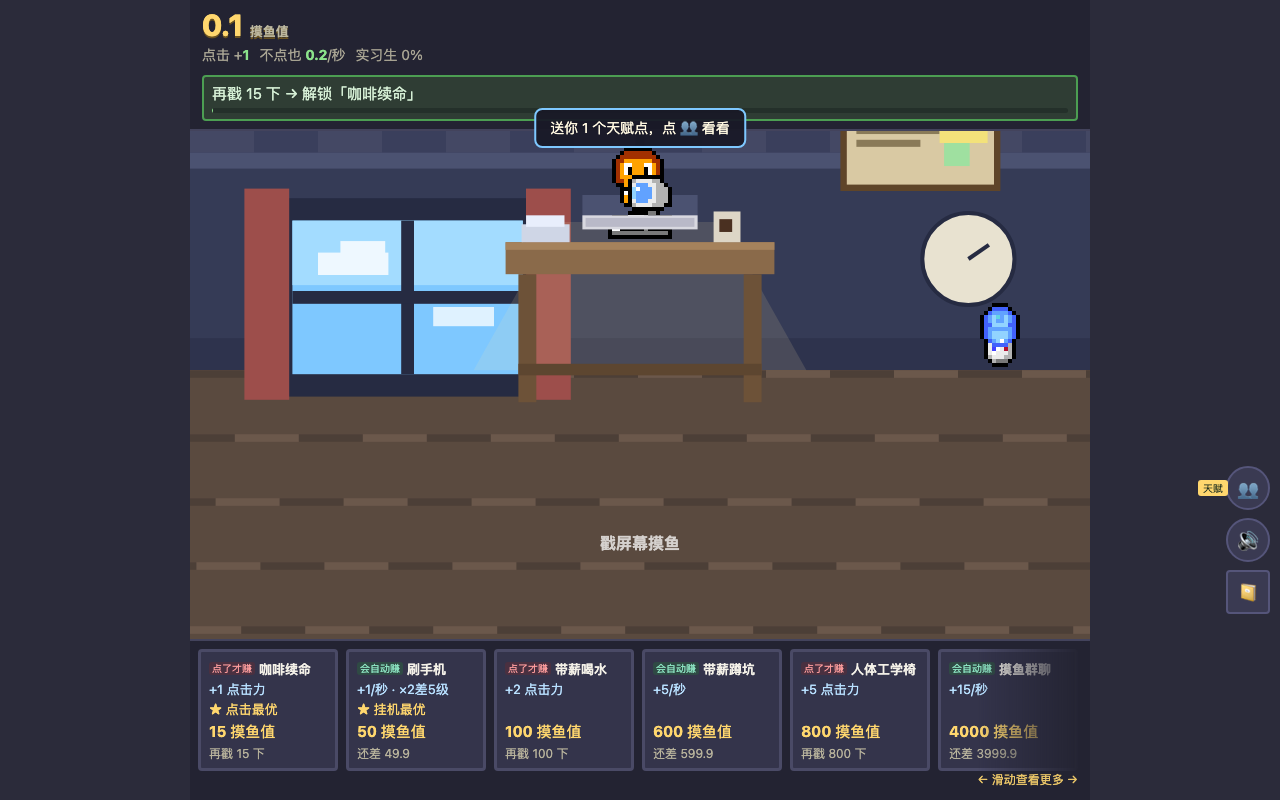 0.1 摸鱼值
点击 +1 不点也 0.2/秒 实习生 0%
再戳 15 下 → 解锁「咖啡续命」
送你 1 个天赋点，点 👥 看看
天赋
戳屏幕摸鱼
点了才赚 咖啡续命
+1 点击力
★ 点击最优
15 摸鱼值
再戳 15 下
会自动赚 刷手机
+1/秒 · ×2差5级
★ 挂机最优
50 摸鱼值
还差 49.9
点了才赚 带薪喝水
+2 点击力
100 摸鱼值
再戳 100 下
会自动赚 带薪蹲坑
+5/秒
600 摸鱼值
还差 599.9
点了才赚 人体工学椅
+5 点击力
800 摸鱼值
再戳 800 下
会自动赚 摸鱼群聊
+15/秒
4000 摸鱼值
还差 3999.9
← 滑动查看更多 →